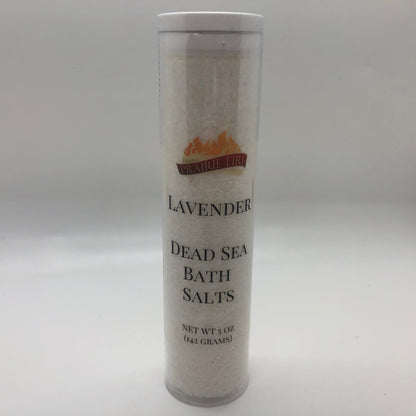 PRAIRIE FIRE
LAVENDER
DEAD SEA
BATH
SALTS
NET WT 5 OZ
(142 GRAMS)